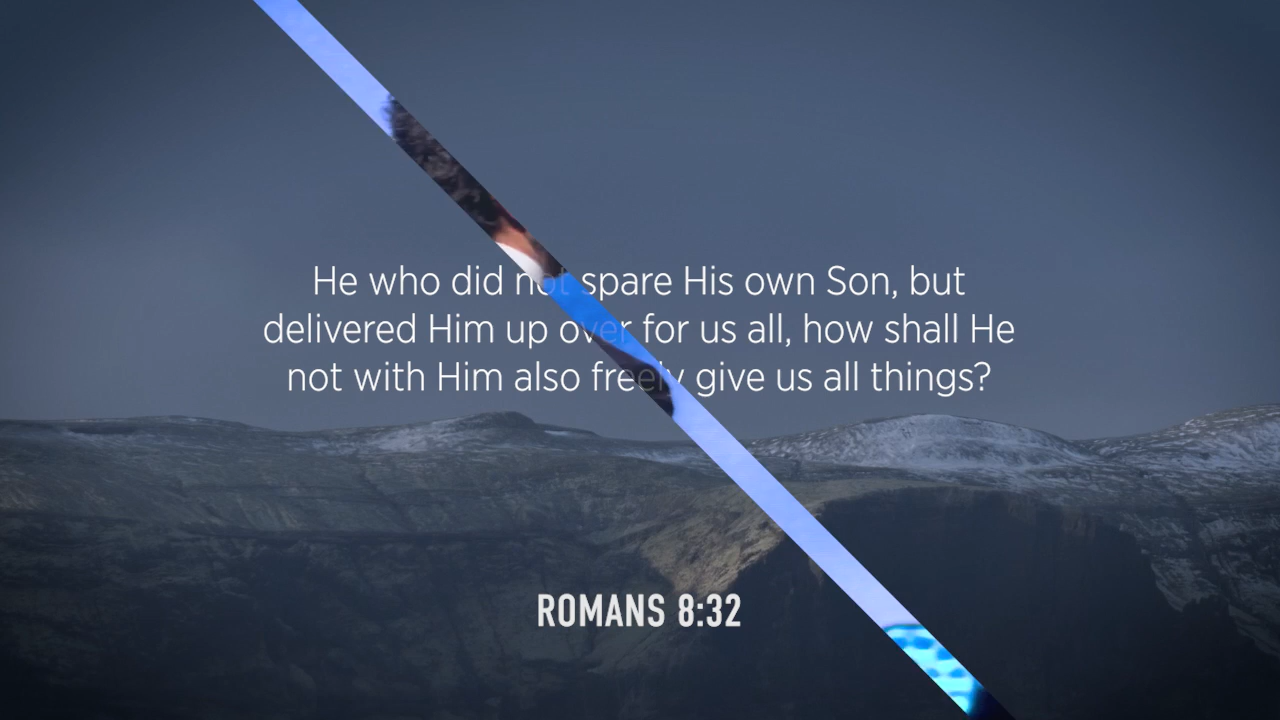 He who did not spare His own Son, but
delivered Him up over for us all, how shall He
not with Him also freely give us all things?
ROMANS 8:32